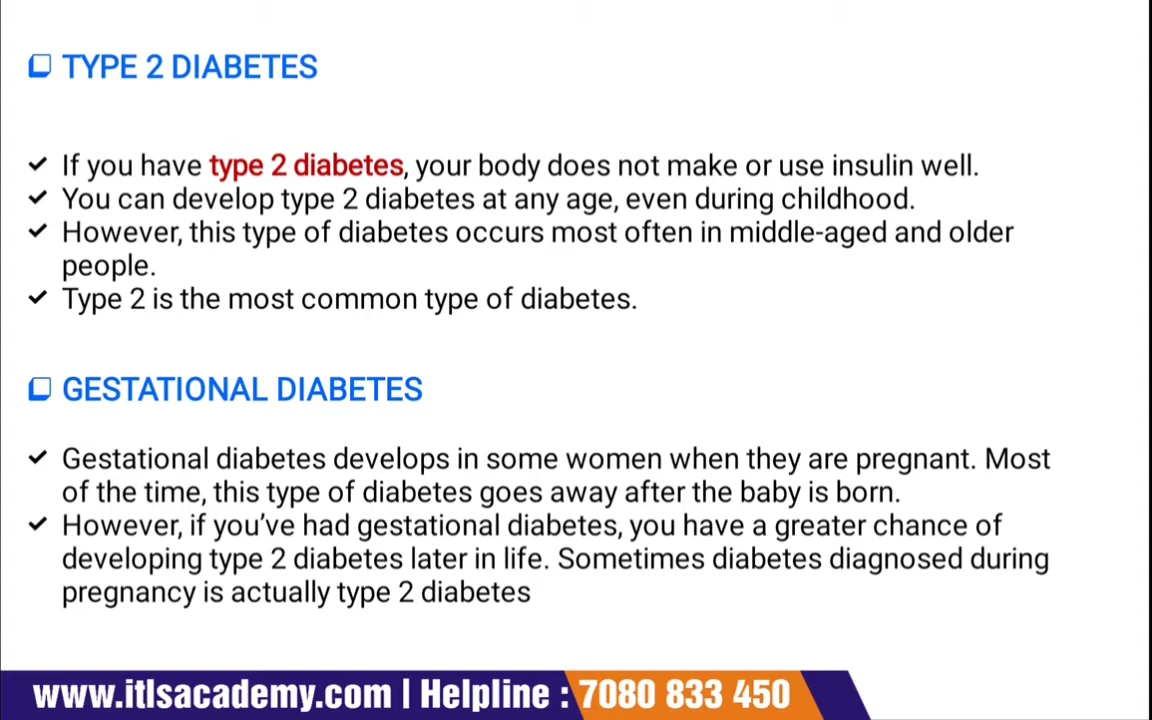 TYPE 2 DIABETES
If you have type 2 diabetes, your body does not make or use insulin well.
You can develop type 2 diabetes at any age, even during childhood.
However, this type of diabetes occurs most often in middle-aged and older
people.
Type 2 is the most common type of diabetes.
GESTATIONAL DIABETES
Gestational diabetes develops in some women when they are pregnant. Most
of the time, this type of diabetes goes away after the baby is born.
However, if you’ve had gestational diabetes, you have a greater chance of
developing type 2 diabetes later in life. Sometimes diabetes diagnosed during
pregnancy is actually type 2 diabetes
www.itlsacademy.com | Helpline : 7080 833 450